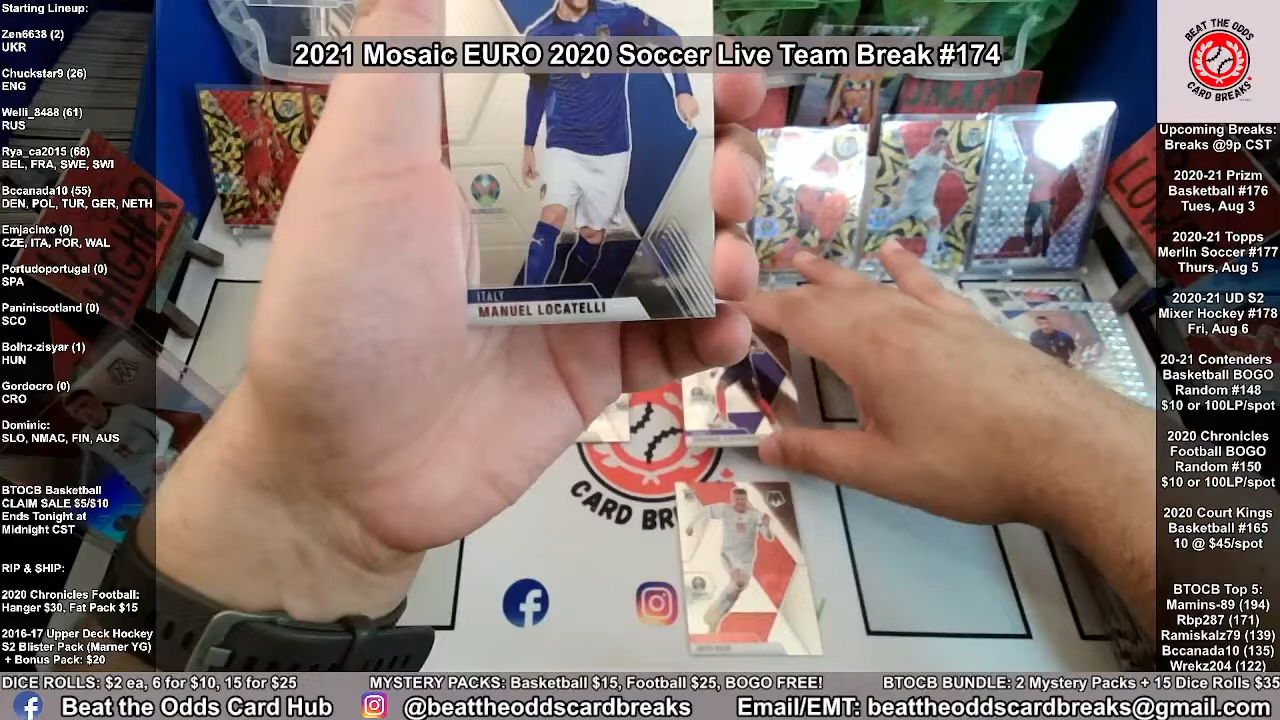 Starting Lineup:
Zen6638 (2)
UKR
Chuckster9 (26)
ENG
Welli_8488 (61)
RUS
Rya_ca2015 (68)
BEL, FRA, SWE, SWI
Bccanada10 (55)
DEN, POL, TUR, GER, NETH
Emjacinto (0)
CZE, ITA, POR, WAL
Portudoportugal (0)
SPA
Paniniscotland (0)
SCO
Bolhz-zisyar (1)
HUN
Gordocro (0)
CRO
Dominic:
SLO, NMAC, FIN, AUS
BTOCB Basketball
CLAIM SALE $5/$10
Ends Tonight at
Midnight CST
RIP & $HIP:
2020 Chronicles Football:
Hanger $30, Fat Pack $15
2016-17 Upper Deck Hockey
S2 Blister Pack (Marner YG)
+ Bonus Packs $20
2021 Mosaic EURO 2020 Soccer Live Team Break #174
JACKPOT
HIGHER
LOW
ITALY
MANUEL LOCATELLI
CARD BR
BEAT THE ODDS
CARD BREAKS
Upcoming Breaks:
Breaks @9p CST
2020-21 Prizm
Basketball #176
Tues, Aug 3
2020-21 Topps
Merlin Soccer #177
Thurs, Aug 5
2020-21 UD S2
Mixer Hockey #178
Fri, Aug 6
20-21 Contenders
Basketball BOGO
Random #148
$10 or 100LP/spot
2020 Chronicles
Football BOGO
Random #150
$10 or 100LP/spot
2020 Court Kings
Basketball #165
10 @ $45/spot
BTOCB Top 5:
Mamins-89 (194)
Rbp287 (171)
Ramiskalz79 (139)
Bccanada10 (135)
Wrekz204 (122)
DICE ROLLS: $2 ea, 6 for $10, 15 for $25
MYSTERY PACKS: Basketball $15, Football $25, BOGO FREE!
BTOCB BUNDLE: 2 Mystery Packs + 15 Dice Rolls $35
Beat the Odds Card Hub
@beattheoddscardbreaks
Email/EMT: beattheoddscardbreaks@gmail.com